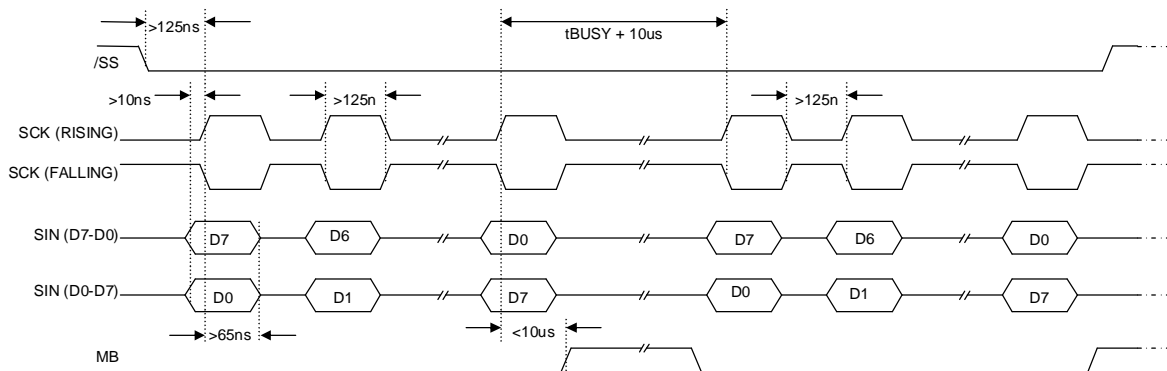 >125ns
tBUSY + 10us
/SS
>10ns >125n >125n
SCK (RISING)
SCK (FALLING)
SIN (D7-D0) D7 D6 D0 D7 D6 D0
SIN (D0-D7) D0 D1 D7 D0 D1 D7
>65ns <10us
MB